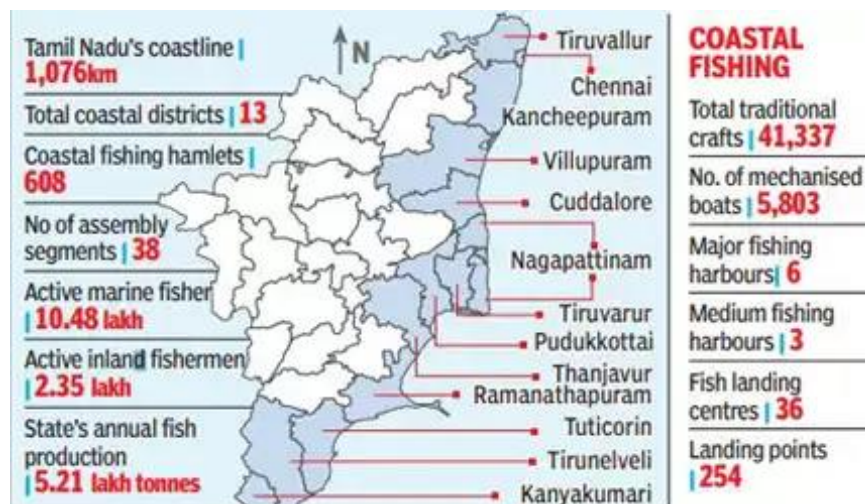 Tamil Nadu's coastline |
1,076km
Total coastal districts | 13
Coastal fishing hamlets |
608
No of assembly
segments | 38
Active marine fisher
| 10.48 lakh
Active inland fishermen
| 2.35 lakh
State's annual fish
production
| 5.21 lakh tonnes
N
Tiruvallur
Chennai
Kancheepuram
Villupuram
Cuddalore
Nagapattinam
Tiruvarur
Pudukkottai
Thanjavur
Ramanathapuram
Tuticorin
Tirunelveli
Kanyakumari
COASTAL
FISHING
Total traditional
crafts | 41,337
No. of mechanised
boats | 5,803
Major fishing
harbours | 6
Medium fishing
harbours | 3
Fish landing
centres | 36
Landing points
| 254